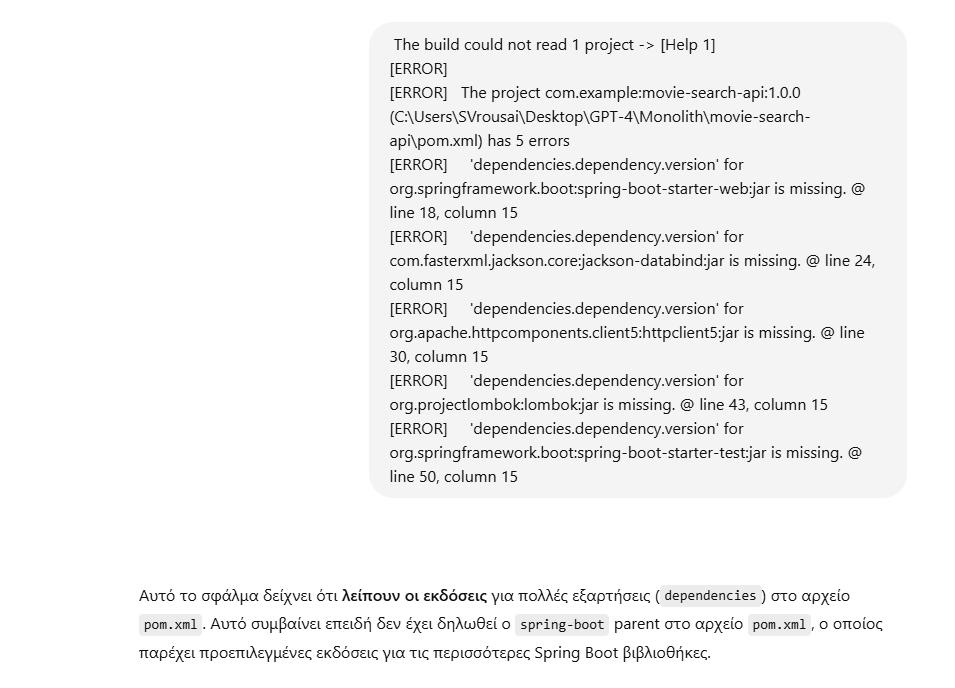 The build could not read 1 project -> [Help 1]
[ERROR]
[ERROR]   The project com.example:movie-search-api:1.0.0
(C:\Users\SVrousai\Desktop\GPT-4\Monolith\movie-search-
api\pom.xml) has 5 errors
[ERROR]     'dependencies.dependency.version' for
org.springframework.boot:spring-boot-starter-web:jar is missing. @
line 18, column 15
[ERROR]     'dependencies.dependency.version' for
com.fasterxml.jackson.core:jackson-databind:jar is missing. @ line 24,
column 15
[ERROR]     'dependencies.dependency.version' for
org.apache.httpcomponents.client5:httpclient5:jar is missing. @ line
30, column 15
[ERROR]     'dependencies.dependency.version' for
org.projectlombok:lombok:jar is missing. @ line 43, column 15
[ERROR]     'dependencies.dependency.version' for
org.springframework.boot:spring-boot-starter-test:jar is missing. @
line 50, column 15
Αυτό το σφάλμα δείχνει ότι λείπουν οι εκδόσεις για πολλές εξαρτήσεις ( dependencies ) στο αρχείο
pom.xml . Αυτό συμβαίνει επειδή δεν έχει δηλωθεί ο spring-boot parent στο αρχείο pom.xml , ο οποίος
παρέχει προεπιλεγμένες εκδόσεις για τις περισσότερες Spring Boot βιβλιοθήκες.